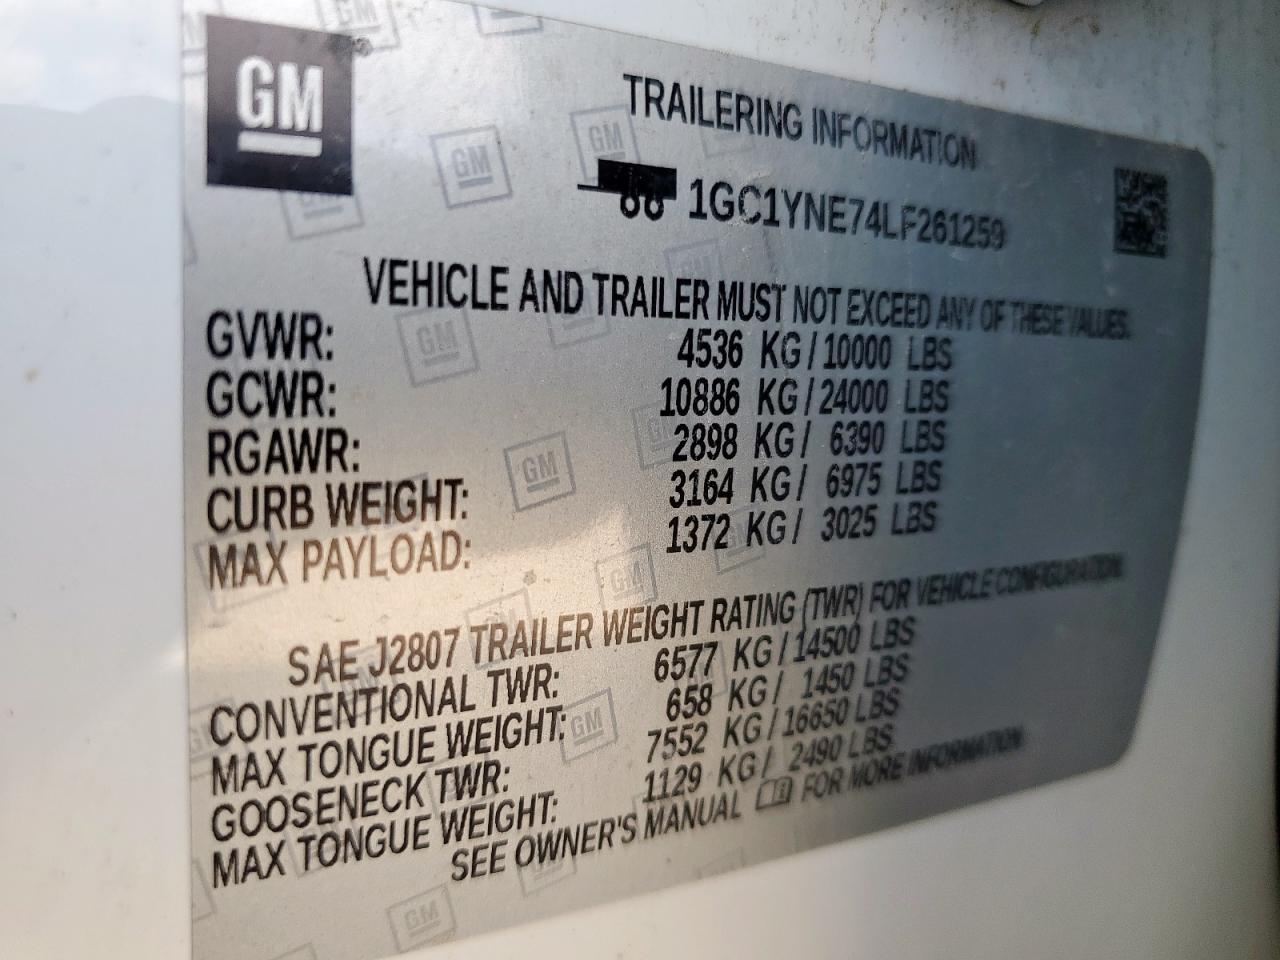 GM
TRAILERING INFORMATION
1GC1YNE74LF261259
VEHICLE AND TRAILER MUST NOT EXCEED ANY OF THESE VALUES.
GVWR: 4536 KG/10000 LBS
GCWR: 10886 KG/24000 LBS
RGAWR: 2898 KG/ 6390 LBS
CURB WEIGHT: 3164 KG/ 6975 LBS
MAX PAYLOAD: 1372 KG/ 3025 LBS
SAE J2807 TRAILER WEIGHT RATING (TWR) FOR VEHICLE CONFIGURATION.
CONVENTIONAL TWR: 6577 KG/14500 LBS
MAX TONGUE WEIGHT: 658 KG/ 1450 LBS
GOOSENECK TWR: 7552 KG/16650 LBS
MAX TONGUE WEIGHT: 1129 KG/ 2490 LBS
SEE OWNER'S MANUAL FOR MORE INFORMATION